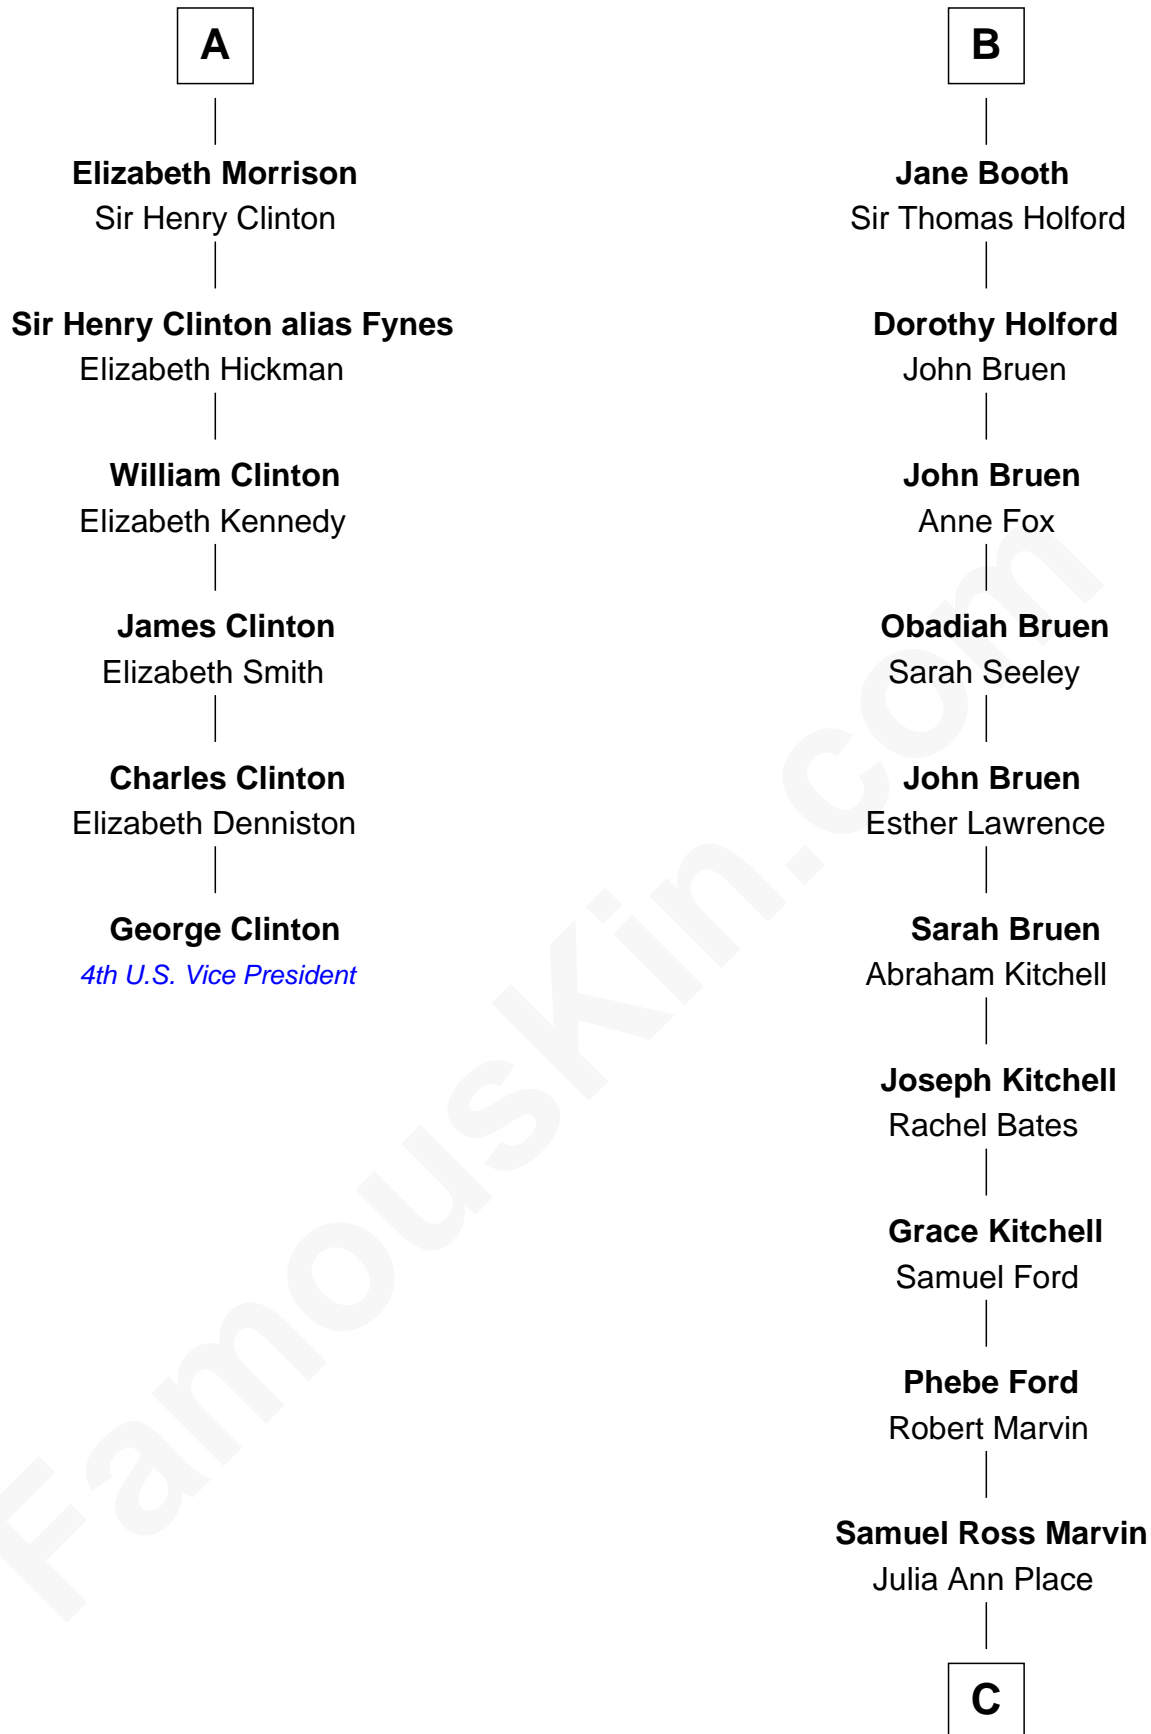 A
Elizabeth Morrison
Sir Henry Clinton
Sir Henry Clinton alias Fynes
Elizabeth Hickman
William Clinton
Elizabeth Kennedy
James Clinton
Elizabeth Smith
Charles Clinton
Elizabeth Denniston
George Clinton
4th U.S. Vice President
B
Jane Booth
Sir Thomas Holford
Dorothy Holford
John Bruen
John Bruen
Anne Fox
Obadiah Bruen
Sarah Seeley
John Bruen
Esther Lawrence
Sarah Bruen
Abraham Kitchell
Joseph Kitchell
Rachel Bates
Grace Kitchell
Samuel Ford
Phebe Ford
Robert Marvin
Samuel Ross Marvin
Julia Ann Place
C
FamousKin.com